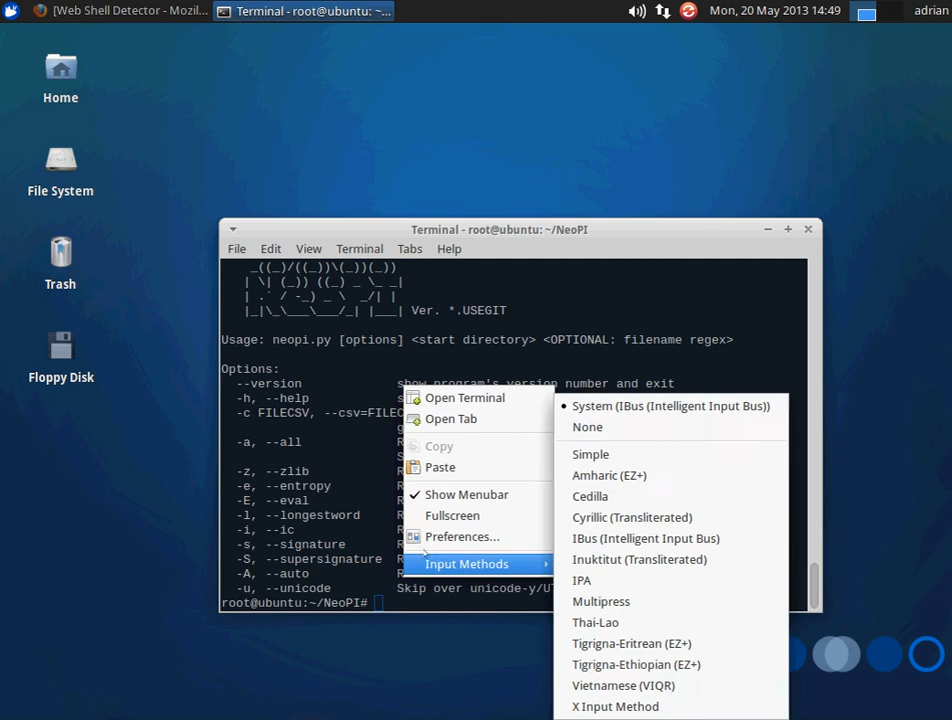 [Web Shell Detector - Mozil...
Terminal - root@ubuntu: ~...
Mon, 20 May 2013 14:49
adrian
Home
File System
Trash
Floppy Disk
Terminal - root@ubuntu: ~/NeoPI
File Edit View Terminal Tabs Help
_((_)/((_))\(_))(_))
| \| (_)) ((_) _ \_ _|
| .` / -_) _ \  _/| |
|_|\_\___\___/_| |___| Ver. *.USEGIT
Usage: neopi.py [options] <start directory> <OPTIONAL: filename regex>
Options:
--version show program's version number and exit
-h, --help s
-c FILECSV, --csv=FILEC
g
-a, --all R
S
-z, --zlib R
-e, --entropy R
-E, --eval R
-l, --longestword R
-i, --ic R
-s, --signature R
-S, --supersignature R
-A, --auto R
-u, --unicode Skip over unicode-y/U
root@ubuntu:~/NeoPI#
Open Terminal
Open Tab
Copy
Paste
Show Menubar
Fullscreen
Preferences...
Input Methods
System (IBus (Intelligent Input Bus))
None
Simple
Amharic (EZ+)
Cedilla
Cyrillic (Transliterated)
IBus (Intelligent Input Bus)
Inuktitut (Transliterated)
IPA
Multipress
Thai-Lao
Tigrigna-Eritrean (EZ+)
Tigrigna-Ethiopian (EZ+)
Vietnamese (VIQR)
X Input Method